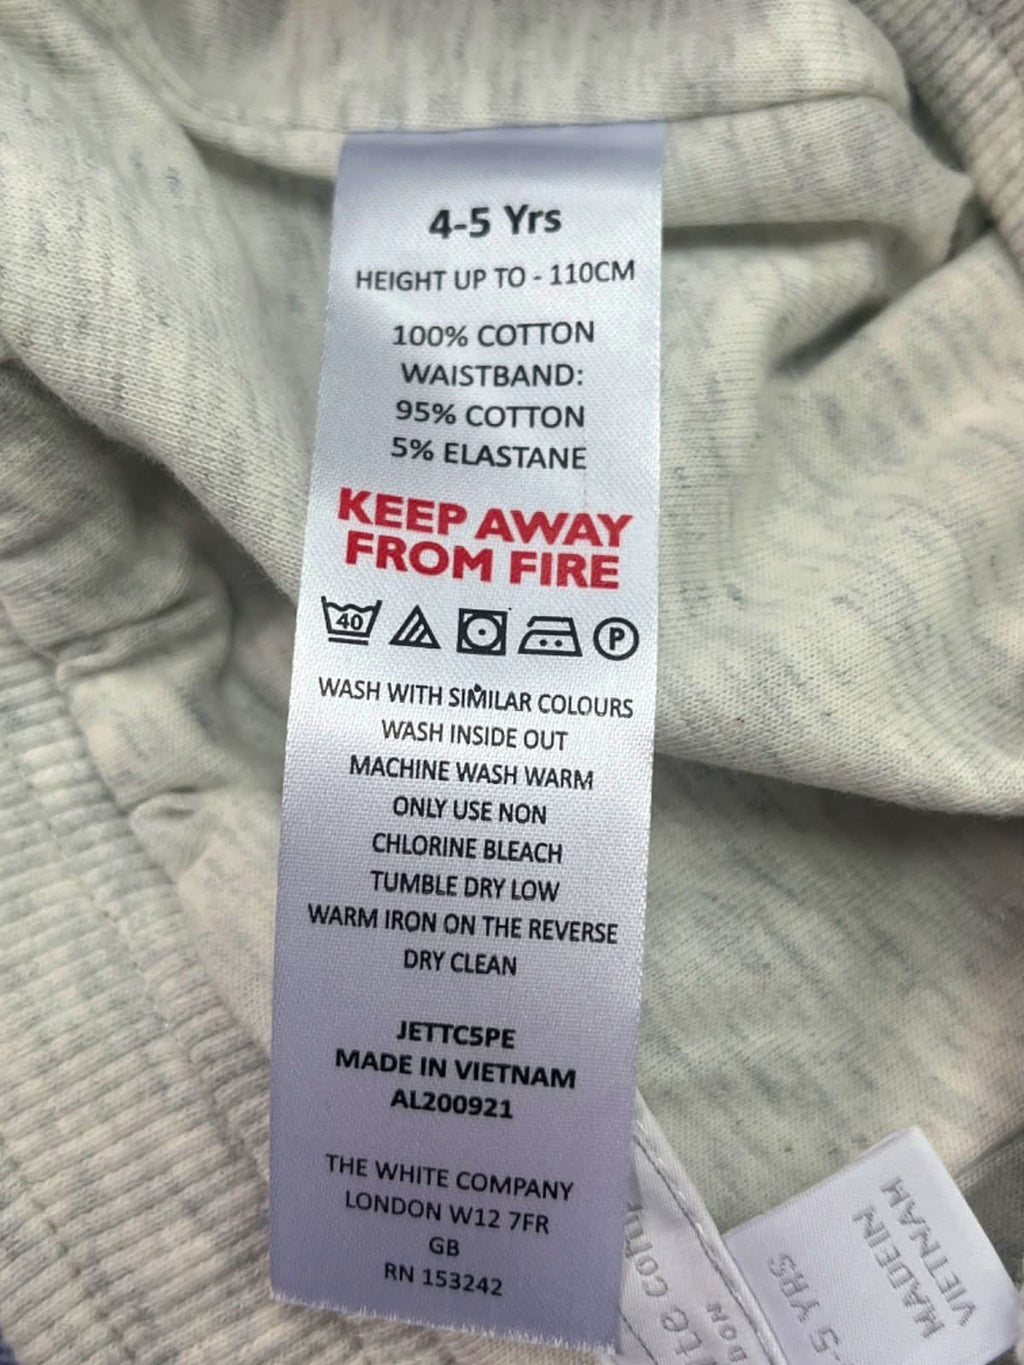 4-5 Yrs
HEIGHT UP TO - 110CM
100% COTTON
WAISTBAND:
95% COTTON
5% ELASTANE
KEEP AWAY
FROM FIRE
40
P
WASH WITH SIMILAR COLOURS
WASH INSIDE OUT
MACHINE WASH WARM
ONLY USE NON
CHLORINE BLEACH
TUMBLE DRY LOW
WARM IRON ON THE REVERSE
DRY CLEAN
JETTC5PE
MADE IN VIETNAM
AL200921
THE WHITE COMPANY
LONDON W12 7FR
GB
RN 153242
5 YRS
MADE IN
VIETNAM